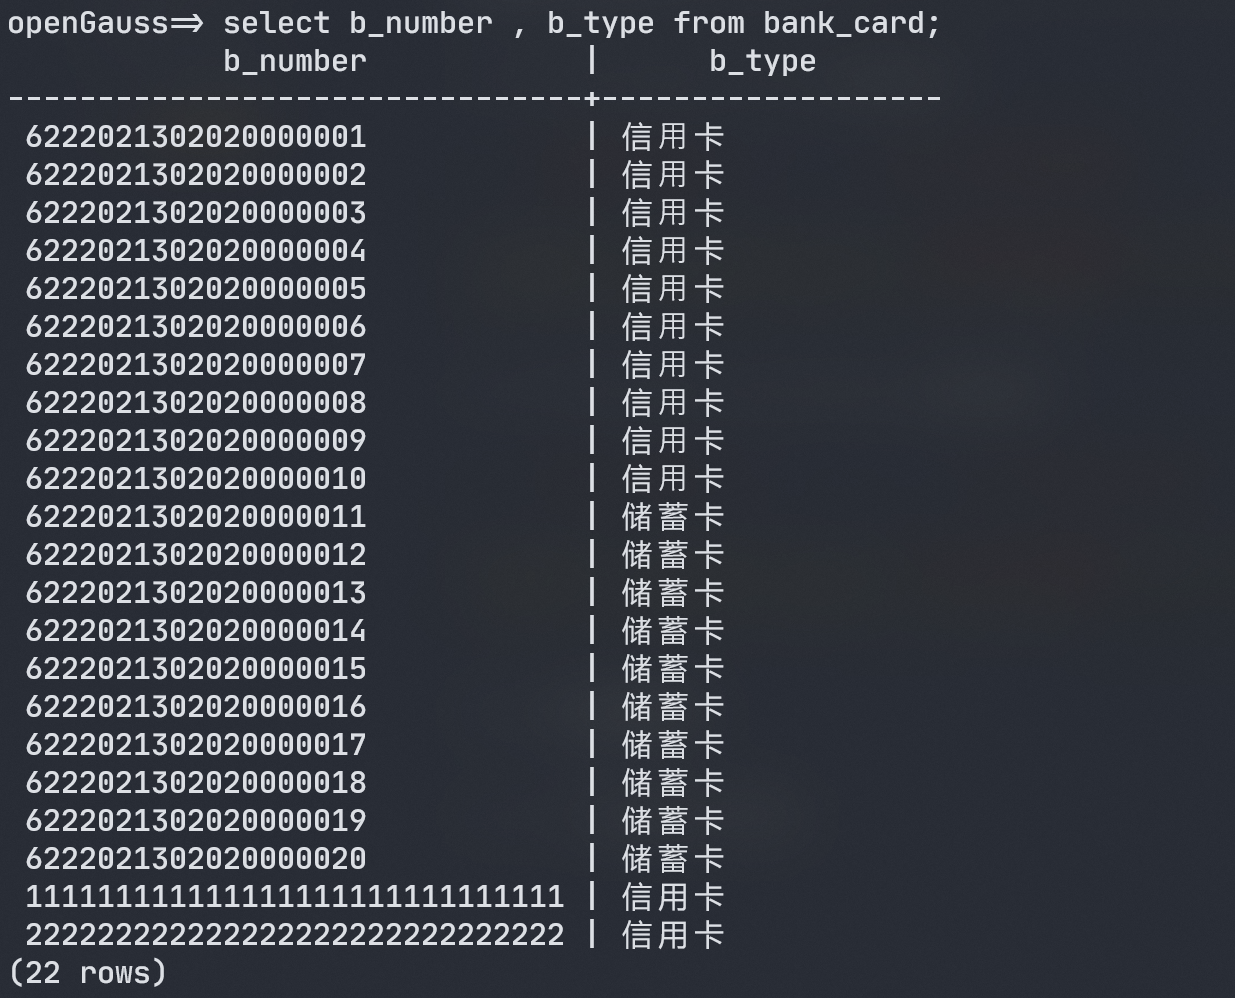 openGauss=> select b_number , b_type from bank_card;
            b_number            |      b_type
--------------------------------+-------------------
 6222021302020000001            | 信用卡
 6222021302020000002            | 信用卡
 6222021302020000003            | 信用卡
 6222021302020000004            | 信用卡
 6222021302020000005            | 信用卡
 6222021302020000006            | 信用卡
 6222021302020000007            | 信用卡
 6222021302020000008            | 信用卡
 6222021302020000009            | 信用卡
 6222021302020000010            | 信用卡
 6222021302020000011            | 储蓄卡
 6222021302020000012            | 储蓄卡
 6222021302020000013            | 储蓄卡
 6222021302020000014            | 储蓄卡
 6222021302020000015            | 储蓄卡
 6222021302020000016            | 储蓄卡
 6222021302020000017            | 储蓄卡
 6222021302020000018            | 储蓄卡
 6222021302020000019            | 储蓄卡
 6222021302020000020            | 储蓄卡
 111111111111111111111111111111 | 信用卡
 222222222222222222222222222222 | 信用卡
(22 rows)